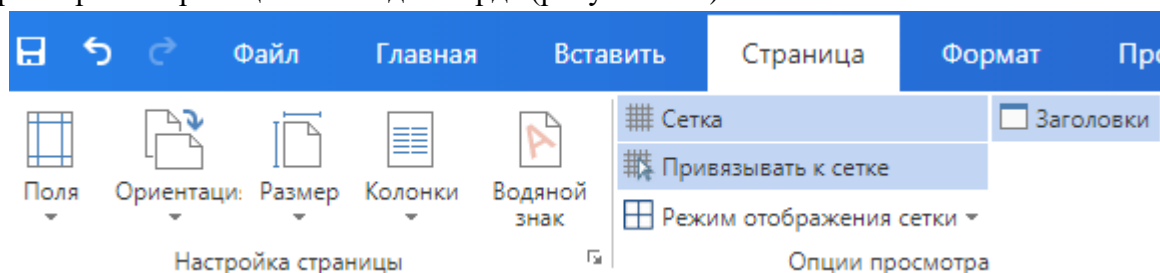 Файл Главная Вставить Страница Формат
Сетка Заголовки
Привязывать к сетке
Поля Ориентаци: Размер Колонки Водяной знак
Режим отображения сетки
Настройка страницы Опции просмотра